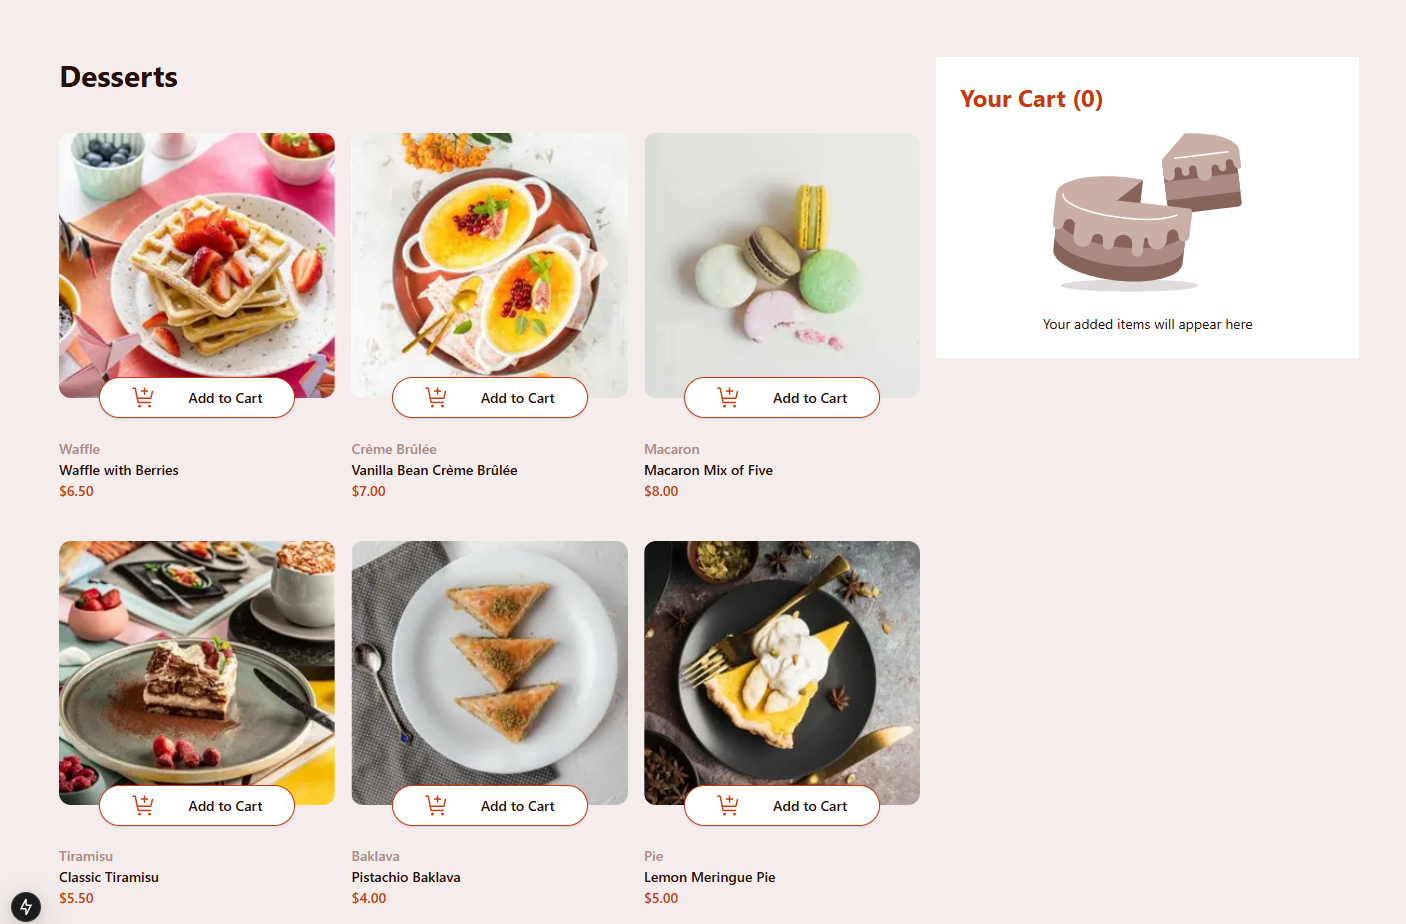 Desserts
Your Cart (0)
Your added items will appear here
Add to Cart
Add to Cart
Add to Cart
Waffle
Waffle with Berries
$6.50
Crème Brûlée
Vanilla Bean Crème Brûlée
$7.00
Macaron
Macaron Mix of Five
$8.00
Add to Cart
Add to Cart
Add to Cart
Tiramisu
Classic Tiramisu
$5.50
Baklava
Pistachio Baklava
$4.00
Pie
Lemon Meringue Pie
$5.00